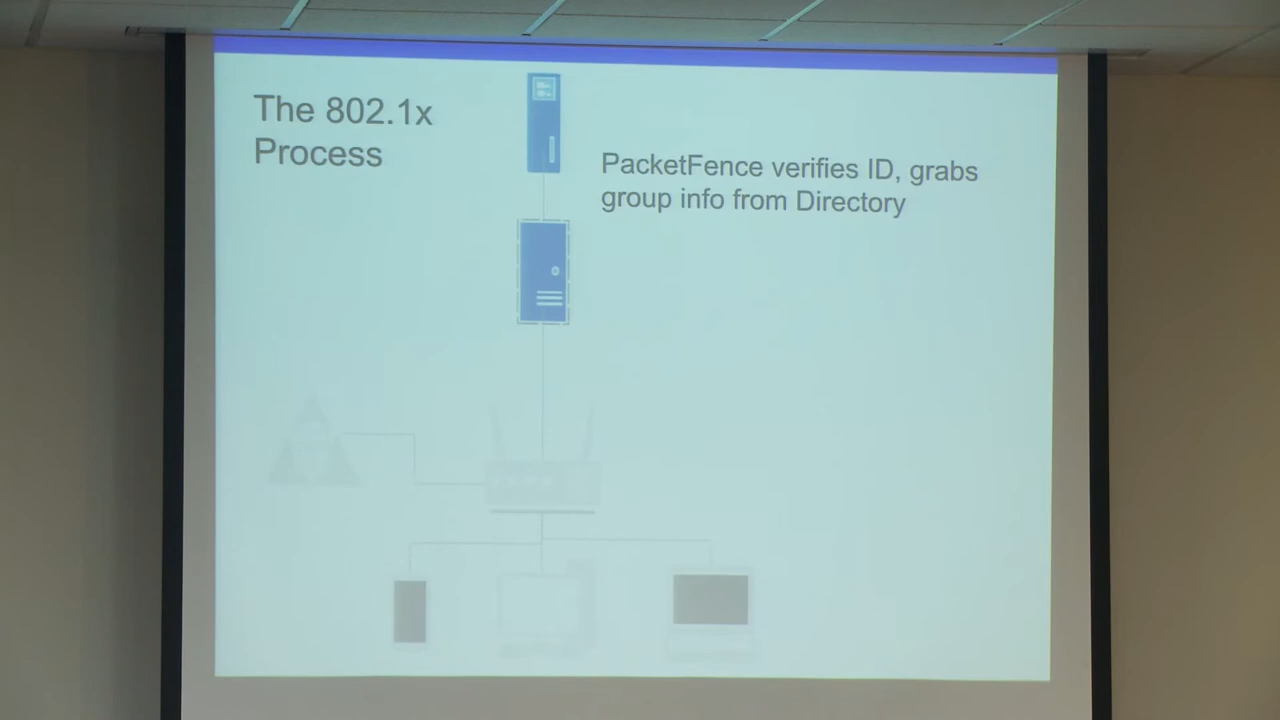 The 802.1x
Process
PacketFence verifies ID, grabs
group info from Directory